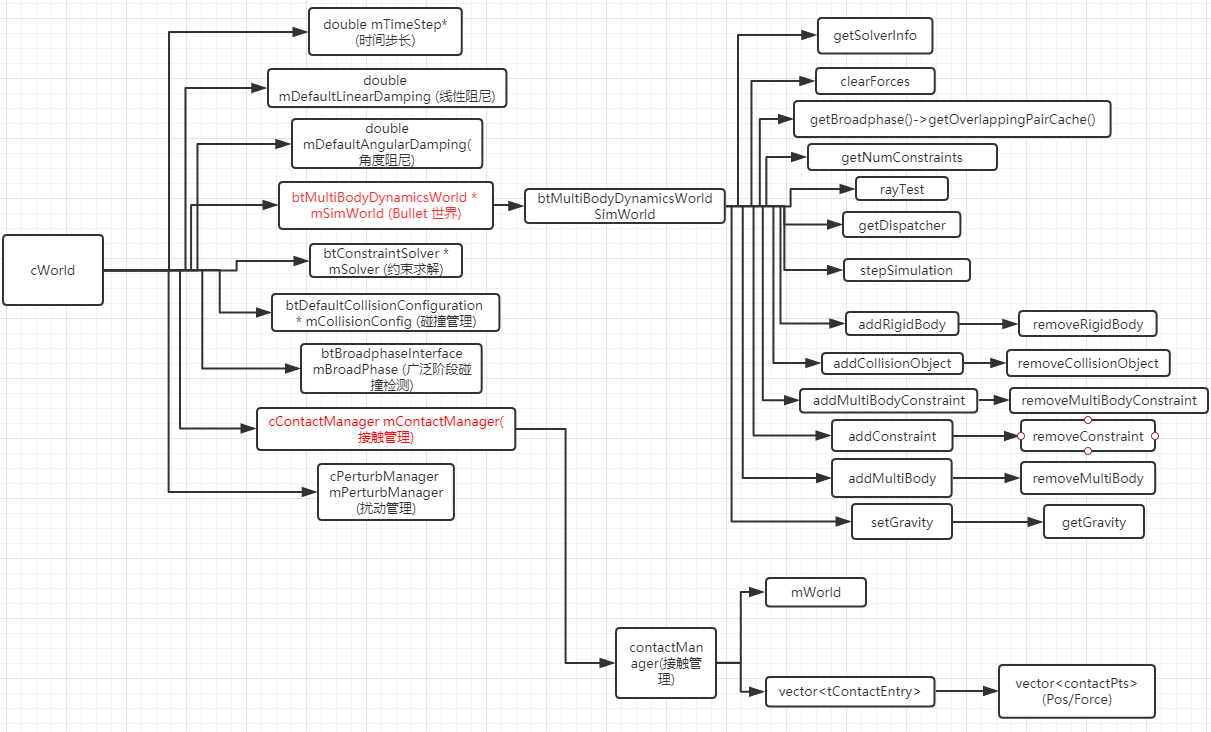 double mTimeStep*
(时间步长)
double
mDefaultLinearDamping (线性阻尼)
double
mDefaultAngularDamping(
角度阻尼)
btMultiBodyDynamicsWorld *
mSimWorld (Bullet 世界)
cWorld
btConstraintSolver *
mSolver (约束求解)
btDefaultCollisionConfiguration
* mCollisionConfig (碰撞管理)
btBroadphaseInterface
mBroadPhase (广泛阶段碰
撞检测)
cContactManager mContactManager(
接触管理)
cPerturbManager
mPerturbManager
(扰动管理)
btMultiBodyDynamicsWorld
SimWorld
getSolverInfo
clearForces
getBroadphase()->getOverlappingPairCache()
getNumConstraints
rayTest
getDispatcher
stepSimulation
addRigidBody
removeRigidBody
addCollisionObject
removeCollisionObject
addMultiBodyConstraint
removeMultiBodyConstraint
addConstraint
removeConstraint
addMultiBody
removeMultiBody
setGravity
getGravity
contactMan
ager(接触管
理)
mWorld
vector<tContactEntry>
vector<contactPts>
(Pos/Force)